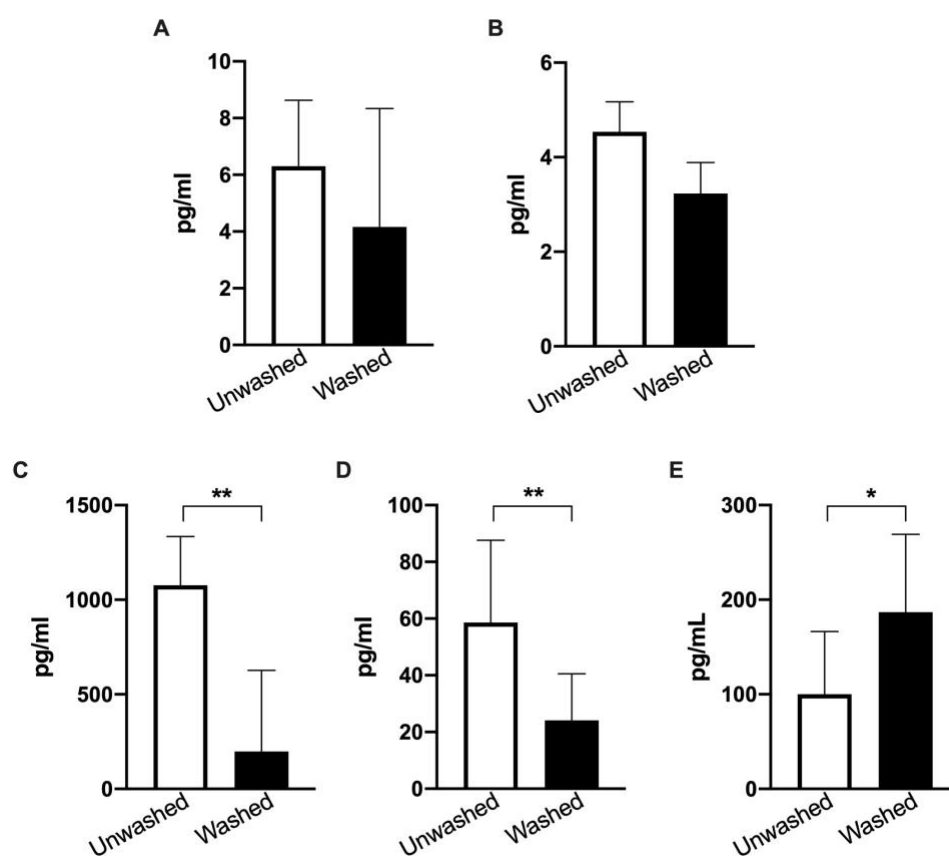 A
10
8
6
4
2
0
pg/ml
Unwashed
Washed
B
6
4
2
0
pg/ml
Unwashed
Washed
C
1500
1000
500
0
pg/ml
**
Unwashed
Washed
D
100
80
60
40
20
0
pg/ml
**
Unwashed
Washed
E
300
200
100
0
pg/mL
*
Unwashed
Washed